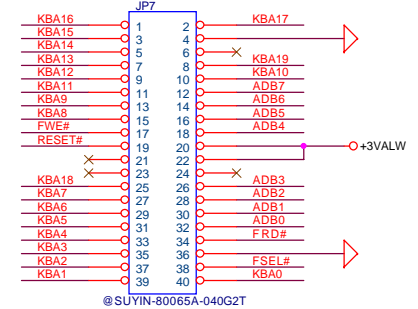 JP7
KBA16 1 2 KBA17
KBA15 3 4
KBA14 5 6
KBA13 7 8 KBA19
KBA12 9 10 KBA10
KBA11 11 12 ADB7
KBA9 13 14 ADB6
KBA8 15 16 ADB5
FWE# 17 18 ADB4
RESET# 19 20 +3VALW
21 22
23 24
KBA18 25 26 ADB3
KBA7 27 28 ADB2
KBA6 29 30 ADB1
KBA5 31 32 ADB0
KBA4 33 34 FRD#
KBA3 35 36
KBA2 37 38 FSEL#
KBA1 39 40 KBA0
@SUYIN-80065A-040G2T